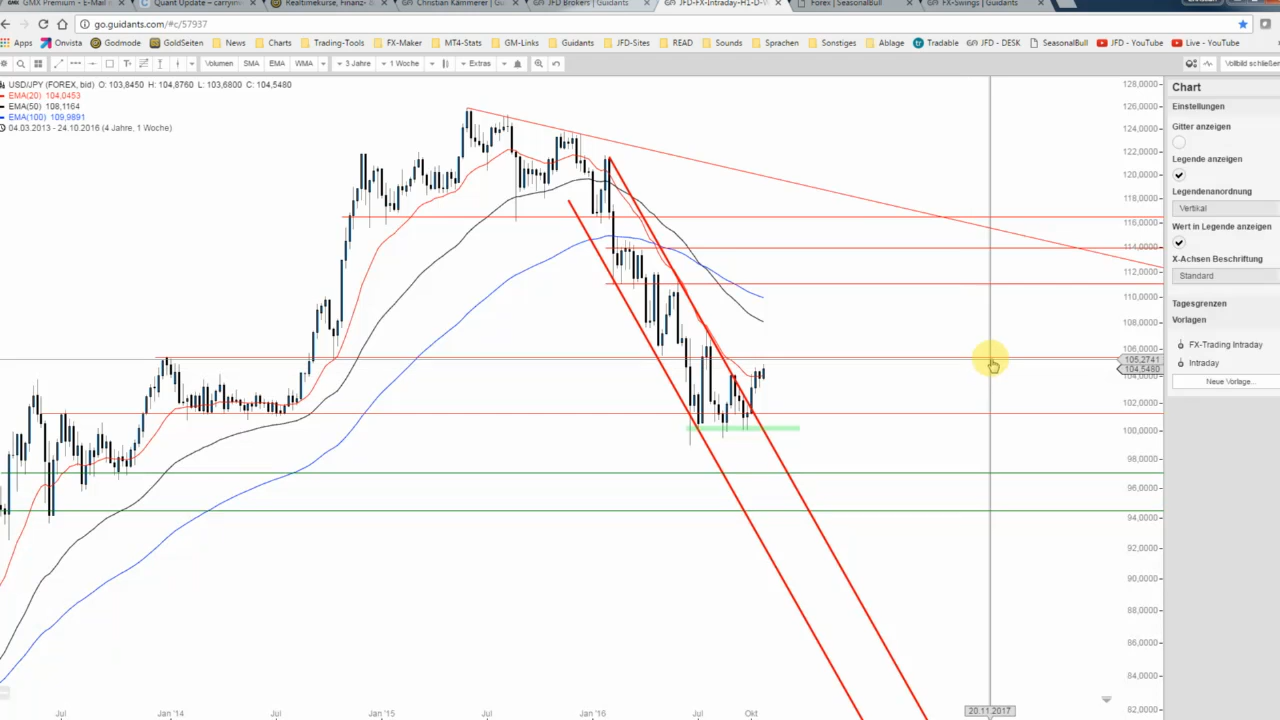 GMX Premium - E-Mail
Quant Update - carryin
Realtimekurse, Finanz- &
Christian Kämmerer | G
JFD Brokers | Guidants
JFD-FX-Intraday-H1-D-W
Forex | SeasonalBull
FX-Swings | Guidants
go.guidants.com/#c/57937
Apps Onvista Godmode GoldSeiten News Charts Trading-Tools FX-Maker MT4-Stats GM-Links Guidants JFD-Sites READ Sounds Sprachen Sonstiges Ablage Tradable JFD - DESK SeasonalBull JFD - YouTube Live - YouTube
Volumen SMA EMA WMA 3 Jahre 1 Woche Extras Vollbild schließen
USD/JPY (FOREX, bid) O: 103,8450 H: 104,8760 L: 103,6800 C: 104,5480
EMA(20) 104,0453
EMA(50) 108,1164
EMA(100) 109,9891
04.03.2013 - 24.10.2016 (4 Jahre, 1 Woche)
128,0000
126,0000
124,0000
122,0000
120,0000
118,0000
116,0000
114,0000
112,0000
110,0000
108,0000
106,0000
105,2741
104,5480
104,0000
102,0000
100,0000
98,0000
96,0000
94,0000
92,0000
90,0000
88,0000
86,0000
84,0000
82,0000
Jul Jan '14 Jul Jan '15 Jul Jan '16 Jul Okt 20.11.2017
Chart
Einstellungen
Gitter anzeigen
Legende anzeigen
Legendenanordnung
Vertikal
Wert in Legende anzeigen
X-Achsen Beschriftung
Standard
Tagesgrenzen
Vorlagen
FX-Trading Intraday
Intraday
Neue Vorlage...